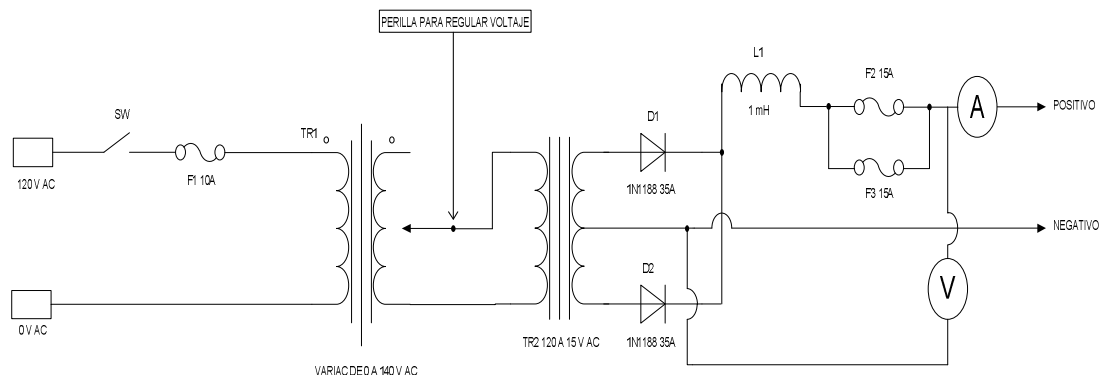 PERILLA PARA REGULAR VOLTAJE
L1
1 mH
F2 15A
A
POSITIVO
SW
TR1
D1
F1 10A
120 V AC
1N1188 35A
F3 15A
NEGATIVO
D2
V
0 V AC
TR2 120 A 15 V AC
1N1188 35A
VARIAC DE 0 A 140 V AC